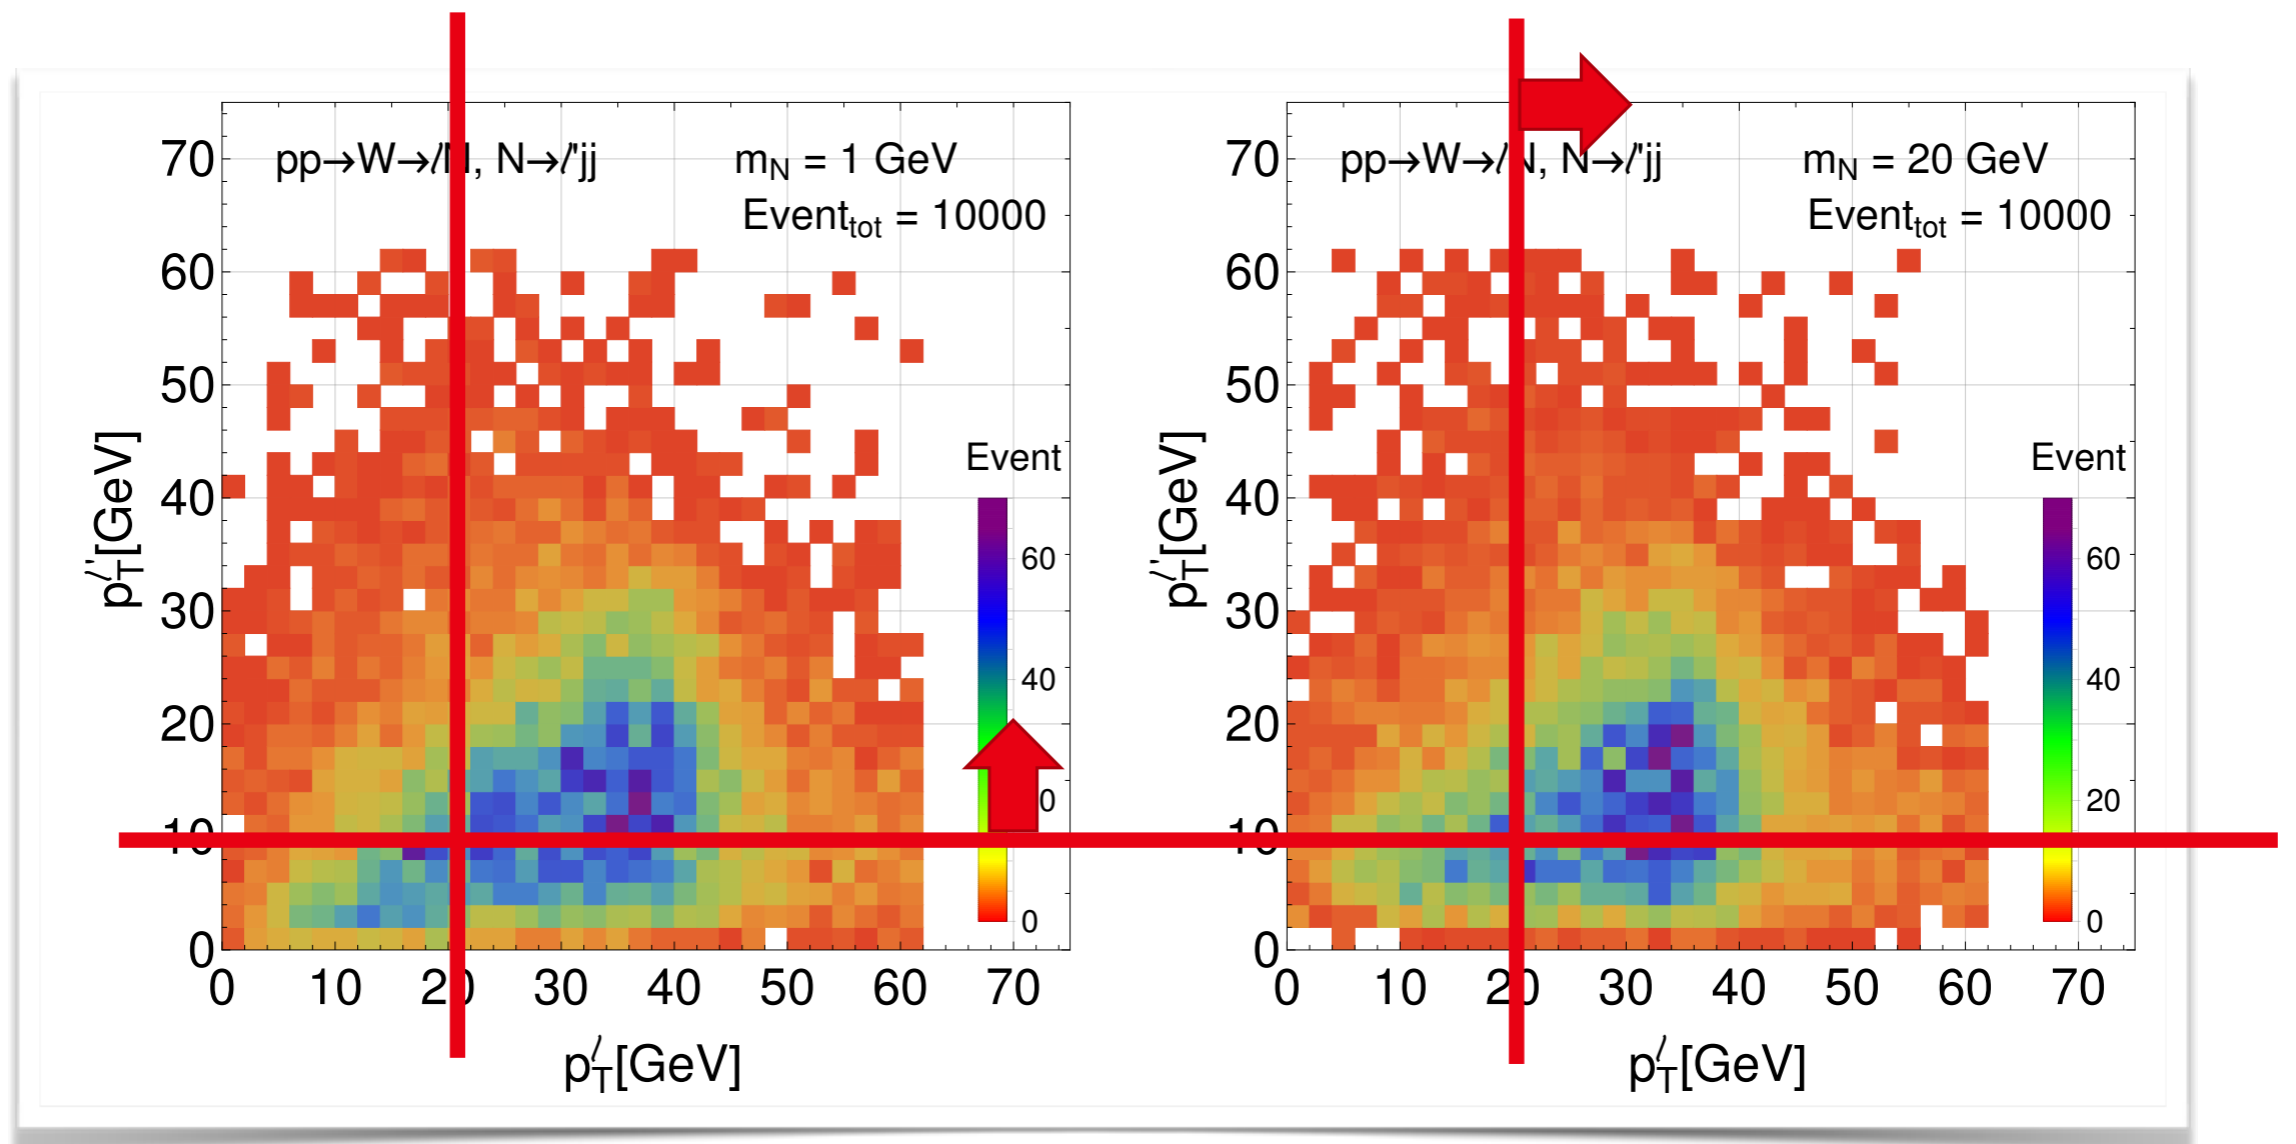 pp→W→ℓN, N→ℓ'jj
m_N = 1 GeV
Event_tot = 10000
70
60
50
40
30
20
10
0
p_T^ℓ'[GeV]
0 10 20 30 40 50 60 70
p_T^ℓ[GeV]
Event
60
40
0
0
pp→W→ℓN, N→ℓ'jj
m_N = 20 GeV
Event_tot = 10000
70
60
50
40
30
20
10
0
p_T^ℓ'[GeV]
0 10 20 30 40 50 60 70
p_T^ℓ[GeV]
Event
60
40
20
0